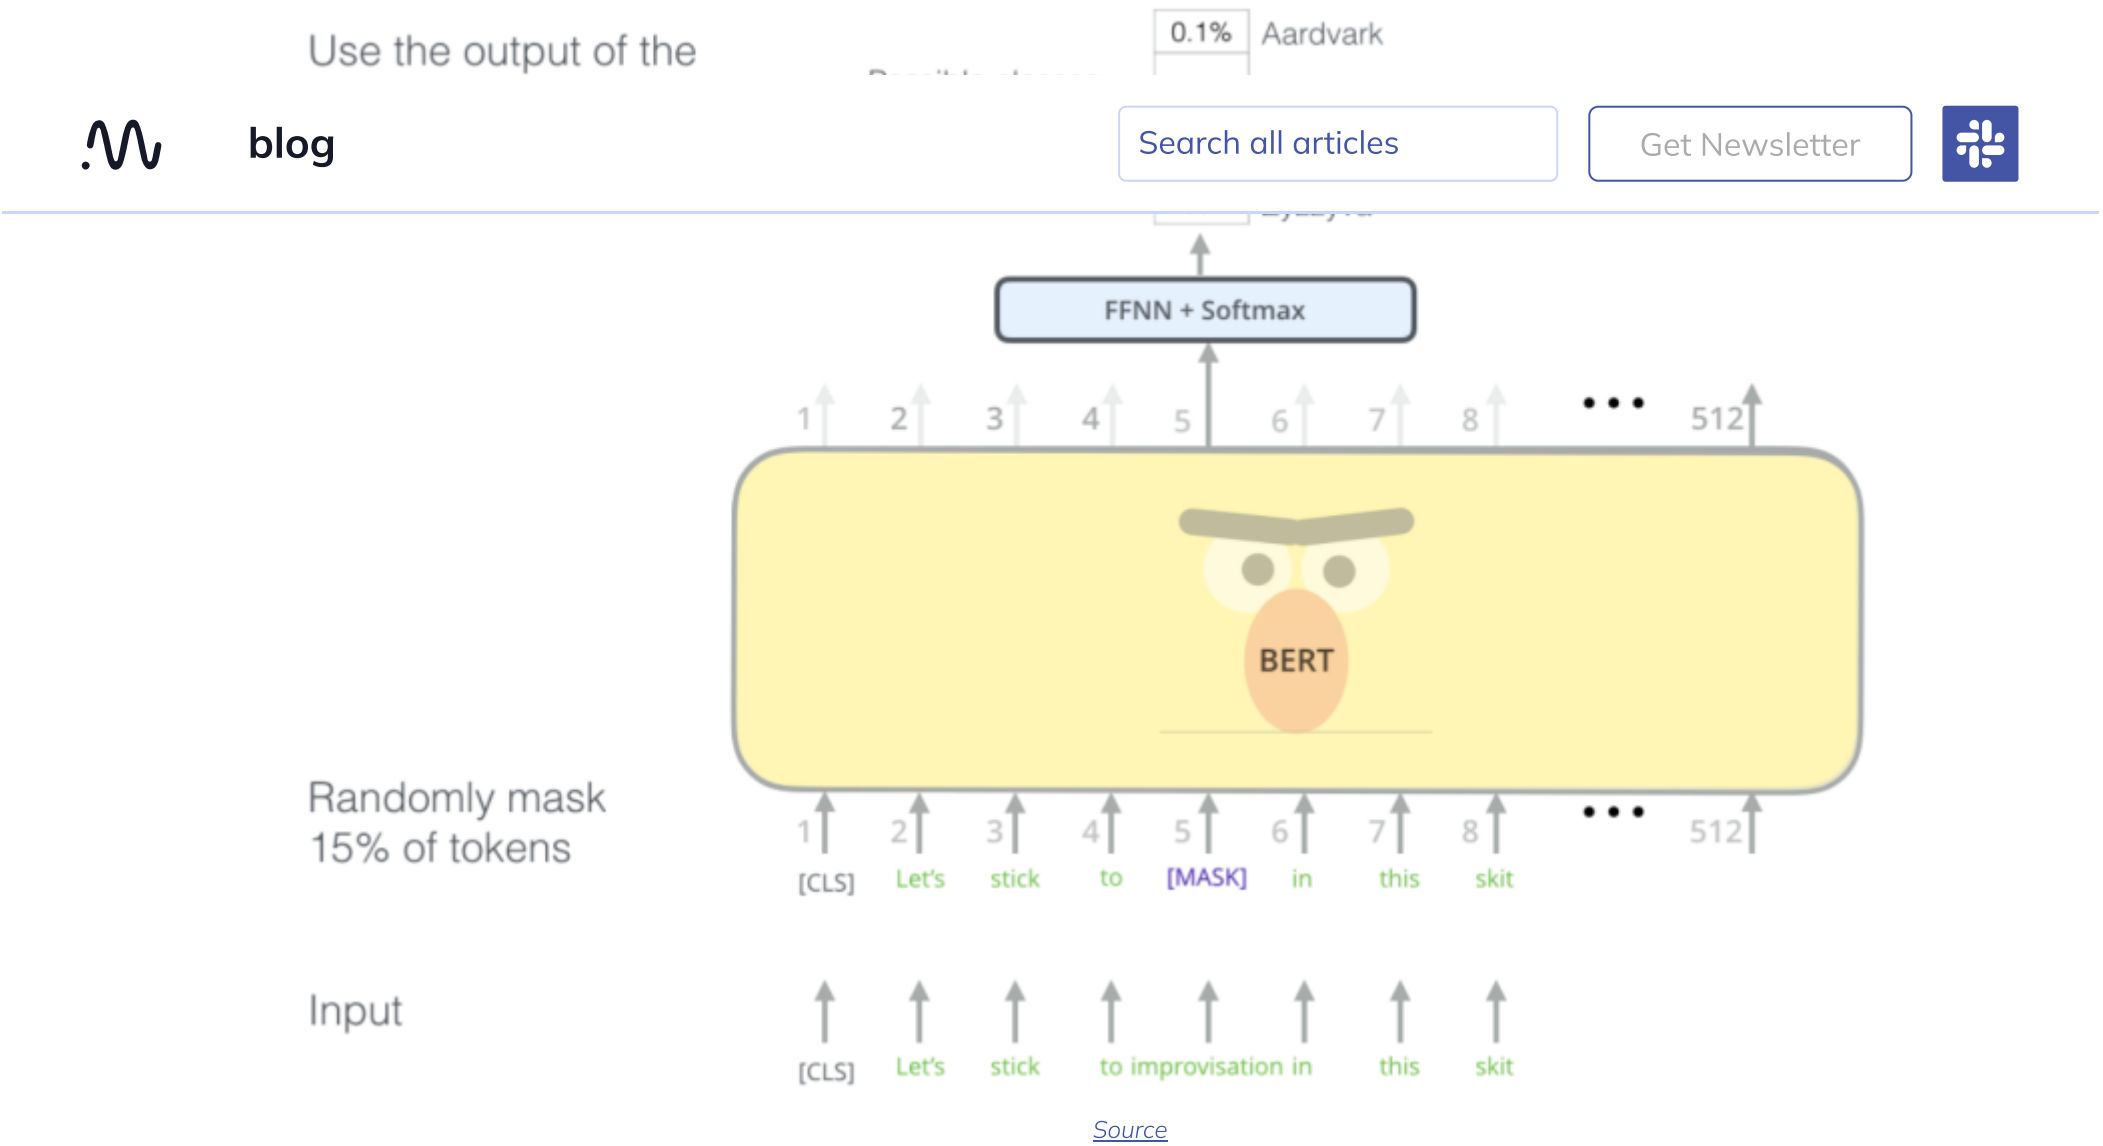 Use the output of the
0.1% Aardvark
blog
Search all articles
Get Newsletter
FFNN + Softmax
1 2 3 4 5 6 7 8 ••• 512
BERT
Randomly mask
15% of tokens
1 2 3 4 5 6 7 8 ••• 512
[CLS] Let's stick to [MASK] in this skit
Input
[CLS] Let's stick to improvisation in this skit
Source